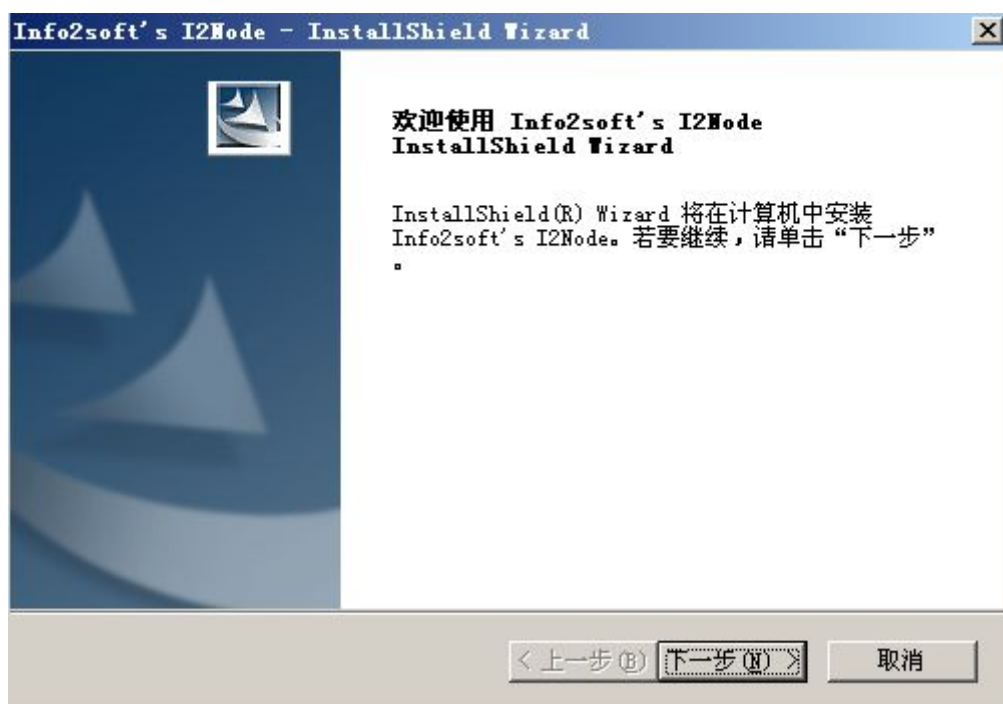 Info2soft's I2Node - InstallShield Wizard
欢迎使用 Info2soft's I2Node
InstallShield Wizard
InstallShield(R) Wizard 将在计算机中安装
Info2soft's I2Node。若要继续，请单击“下一步”
。
< 上一步(B)
下一步(N) >
取消